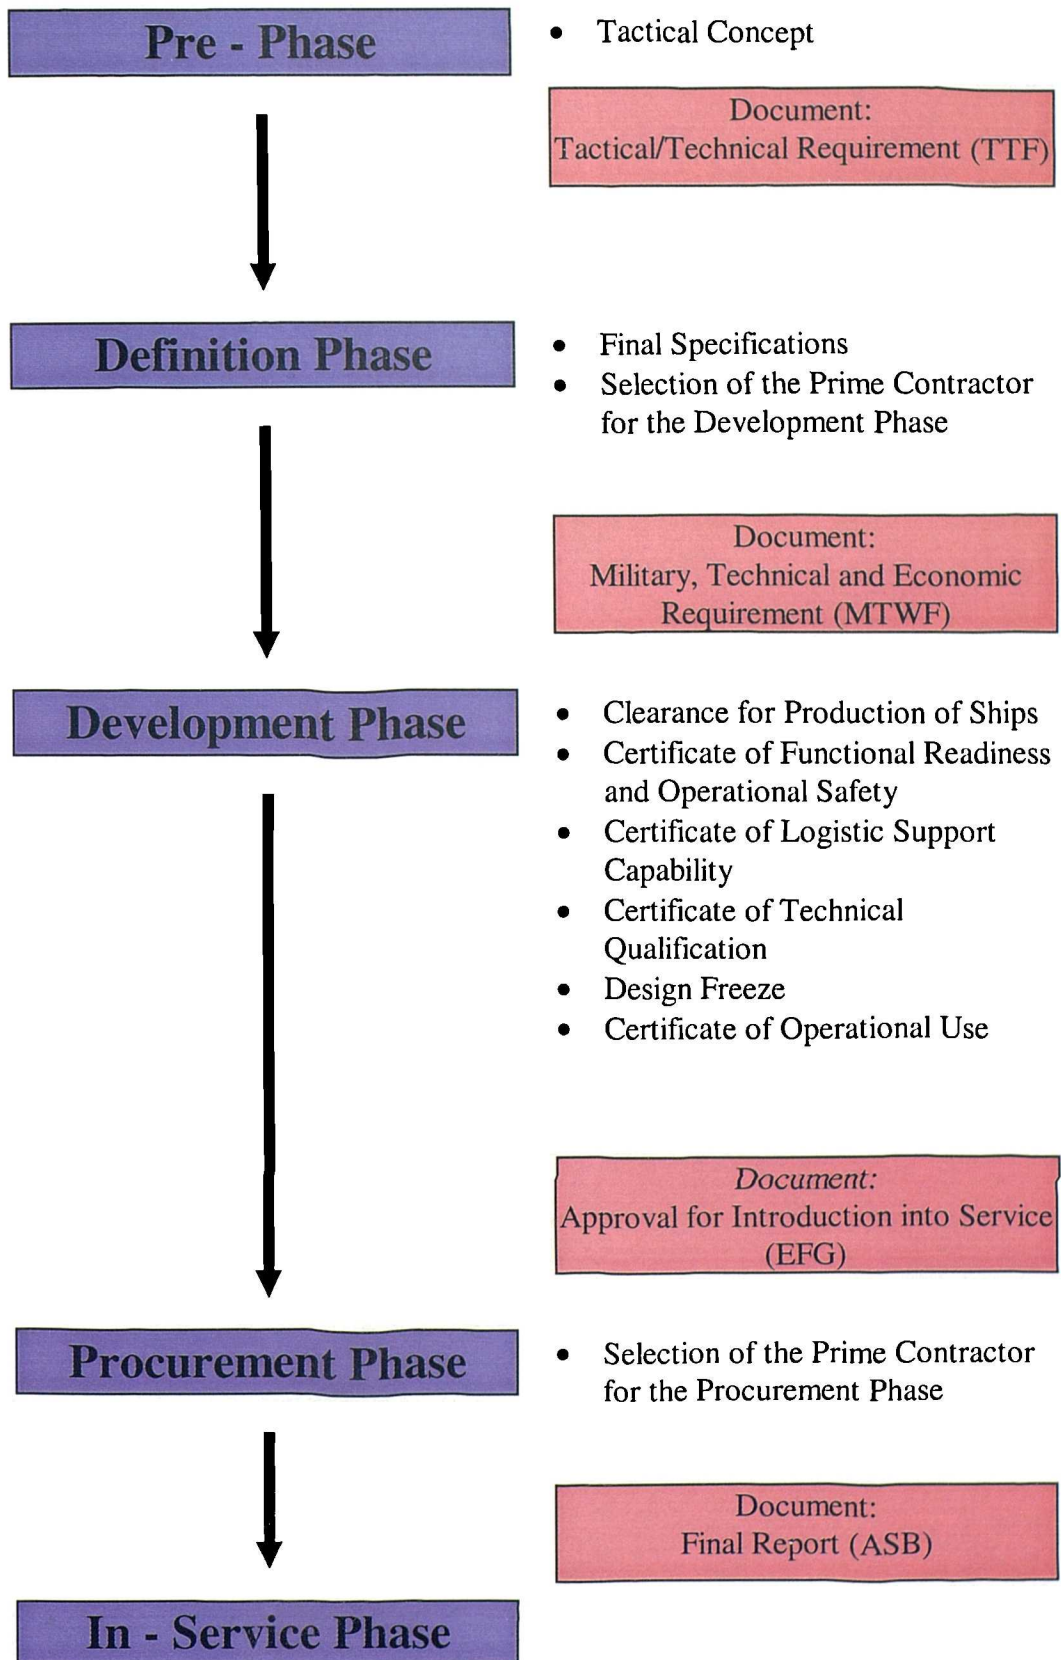 Pre - Phase
• Tactical Concept
Document:
Tactical/Technical Requirement (TTF)
Definition Phase
• Final Specifications
• Selection of the Prime Contractor
for the Development Phase
Document:
Military, Technical and Economic
Requirement (MTWF)
Development Phase
• Clearance for Production of Ships
• Certificate of Functional Readiness
and Operational Safety
• Certificate of Logistic Support
Capability
• Certificate of Technical
Qualification
• Design Freeze
• Certificate of Operational Use
Document:
Approval for Introduction into Service
(EFG)
Procurement Phase
• Selection of the Prime Contractor
for the Procurement Phase
Document:
Final Report (ASB)
In - Service Phase